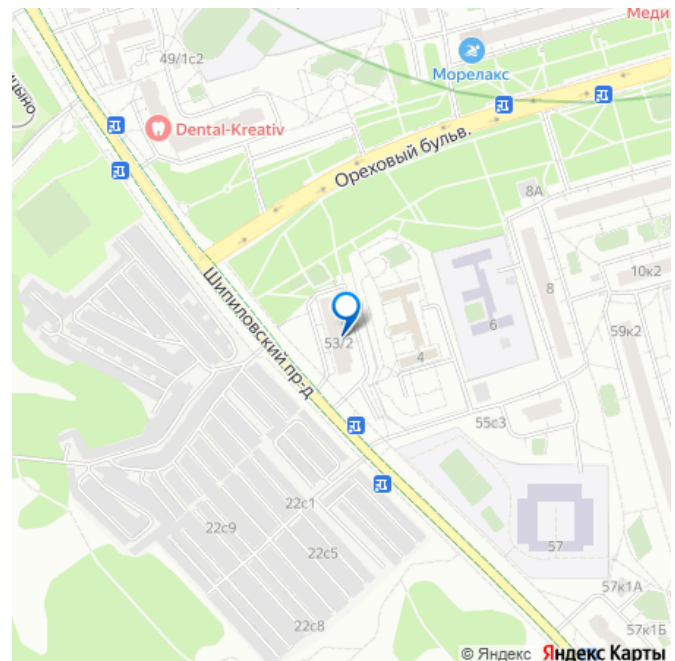 Меди
49/1с2
Морелакс
цыно
Dental-Kreativ
Ореховый бульв.
8А
10к2
Шипиловский пр-д
8
6
59к2
53/2
4
55с3
22с1
22с9
22с5
57
57к1А
22с8
57к1Б
© Яндекс Яндекс Карты